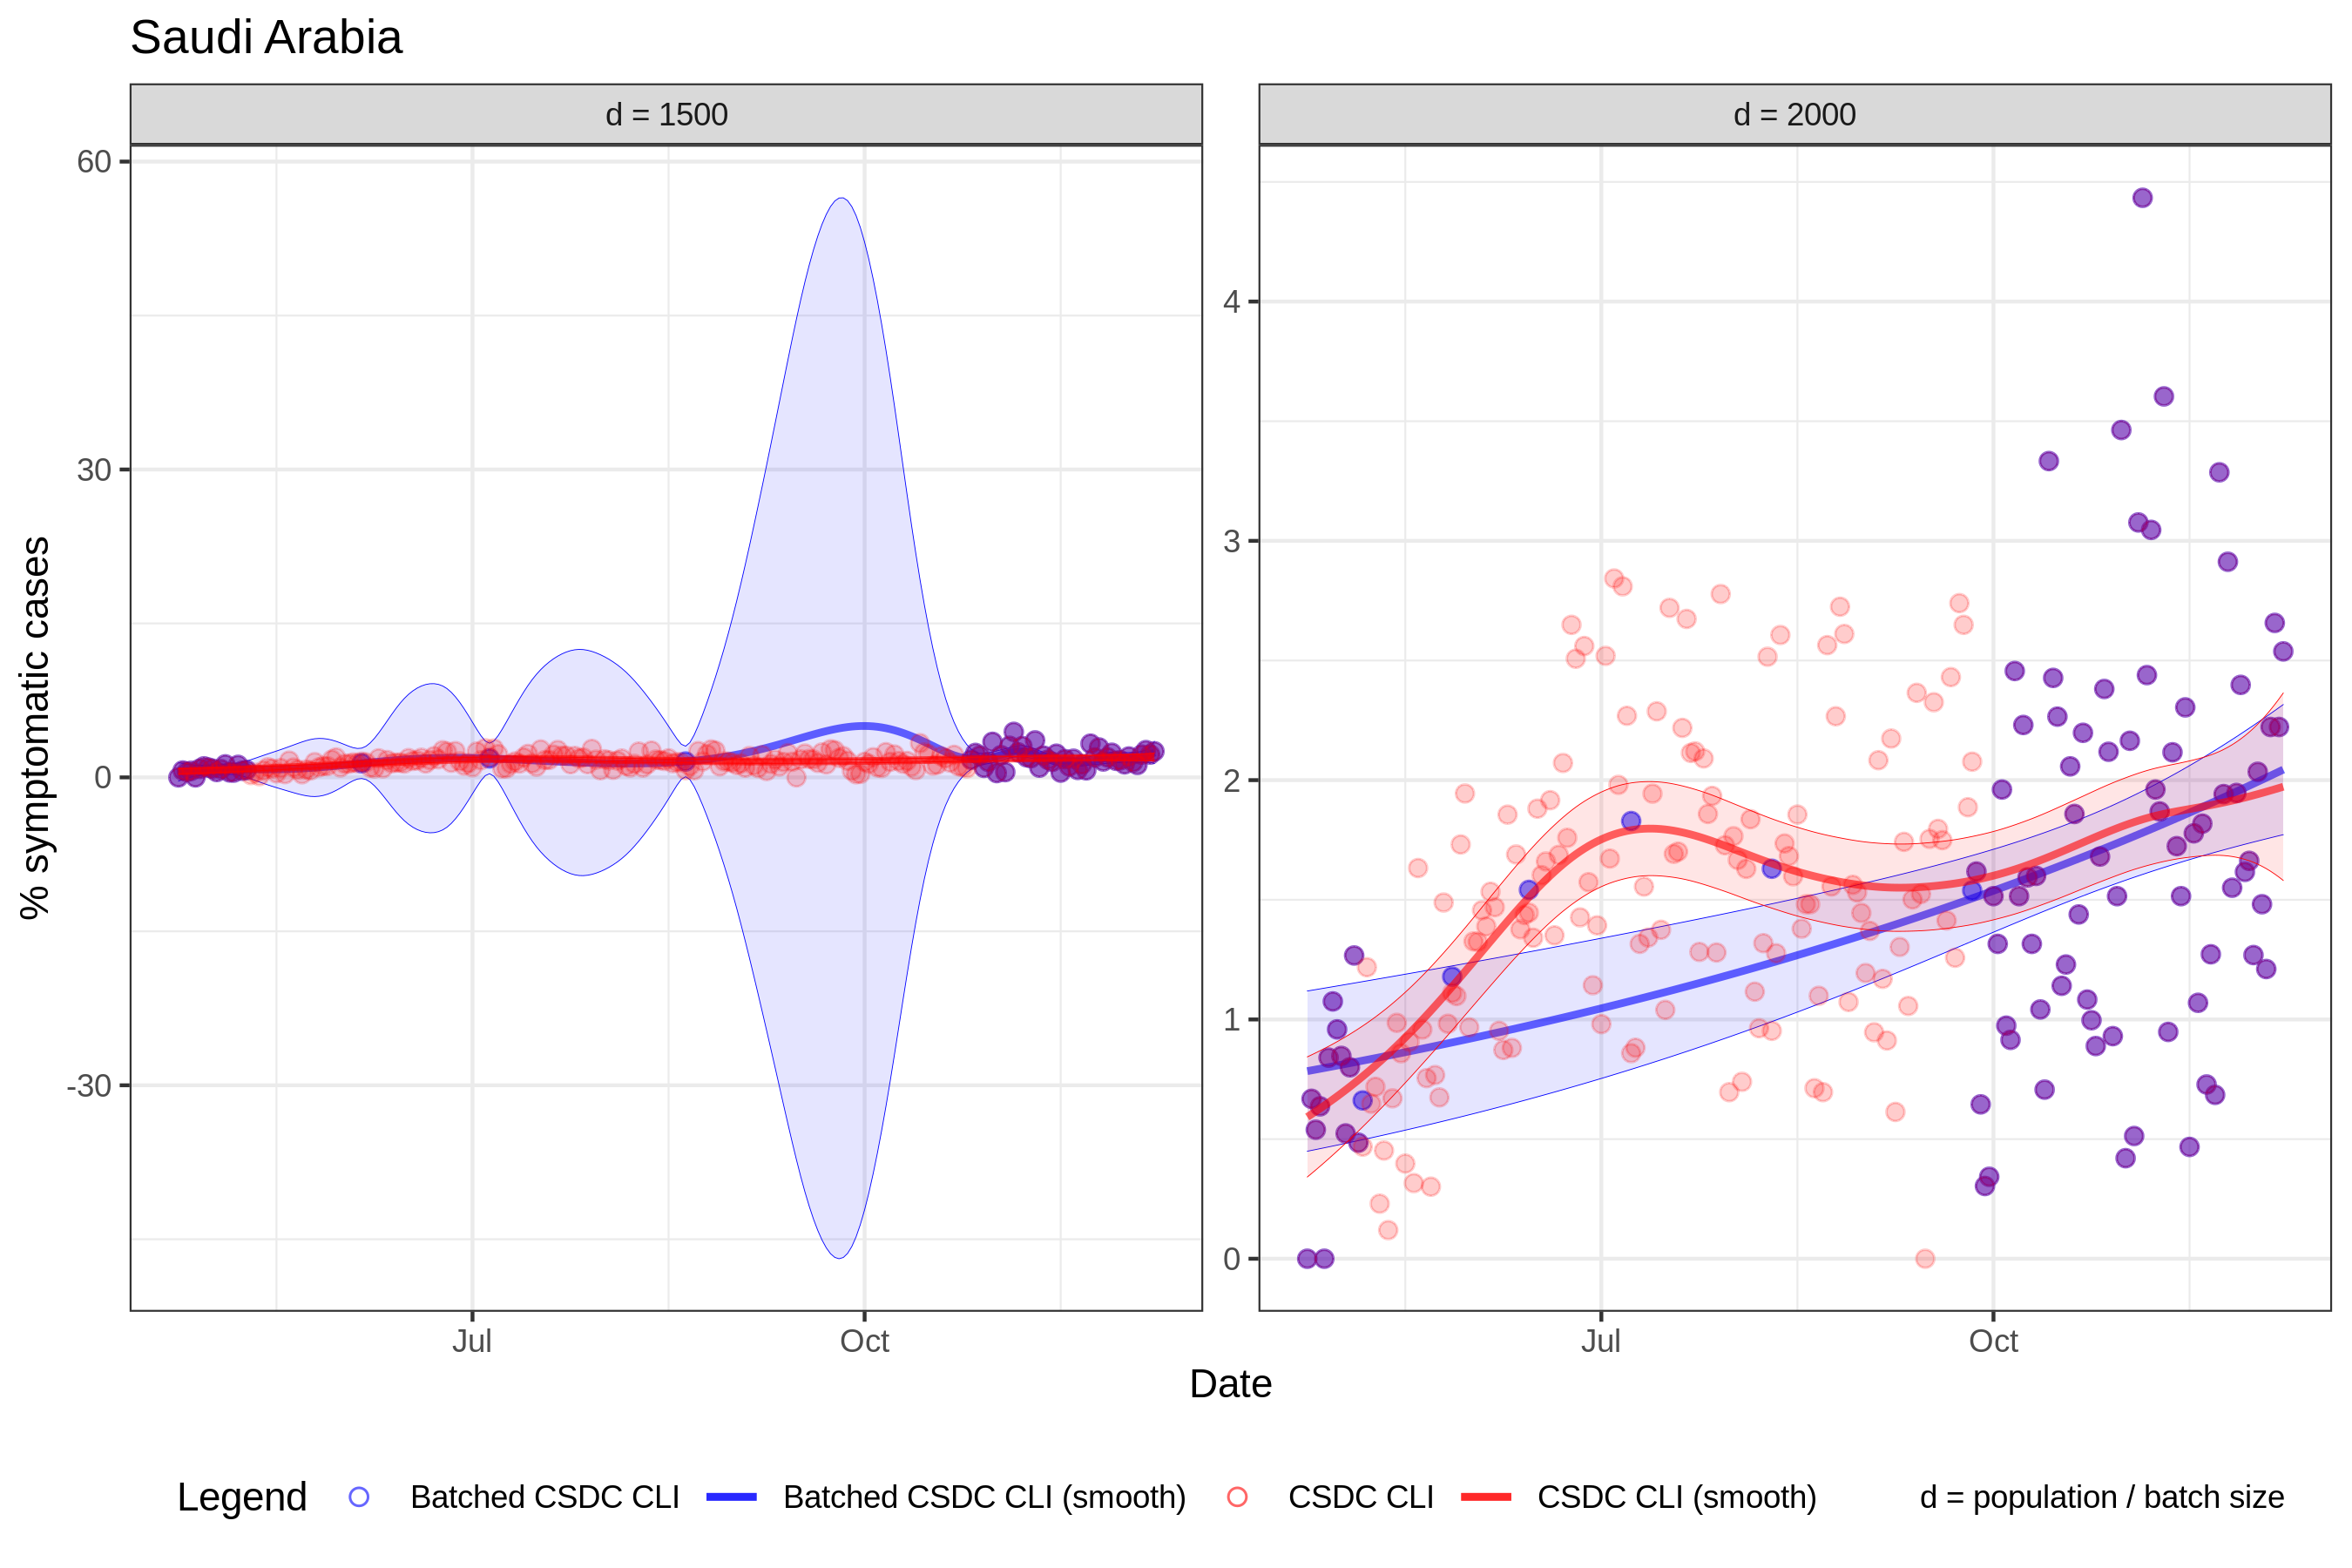 Saudi Arabia
d = 1500
d = 2000
% symptomatic cases
60
30
0
-30
4
3
2
1
0
Jul
Oct
Jul
Oct
Date
Legend
Batched CSDC CLI
Batched CSDC CLI (smooth)
CSDC CLI
CSDC CLI (smooth)
d = population / batch size